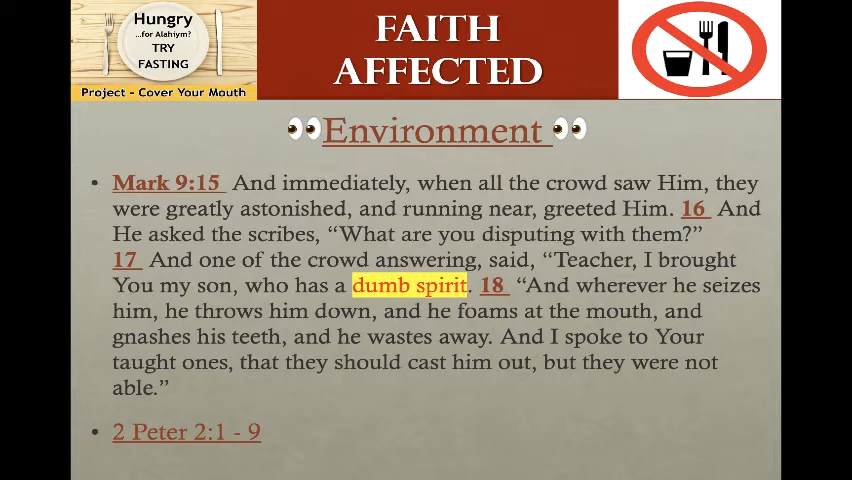 Hungry
...for Alahiym?
TRY
FASTING
Project - Cover Your Mouth
FAITH
AFFECTED
👀Environment 👀
• Mark 9:15 And immediately, when all the crowd saw Him, they
were greatly astonished, and running near, greeted Him. 16 And
He asked the scribes, “What are you disputing with them?”
17 And one of the crowd answering, said, “Teacher, I brought
You my son, who has a dumb spirit. 18 “And wherever he seizes
him, he throws him down, and he foams at the mouth, and
gnashes his teeth, and he wastes away. And I spoke to Your
taught ones, that they should cast him out, but they were not
able.”
• 2 Peter 2:1 - 9